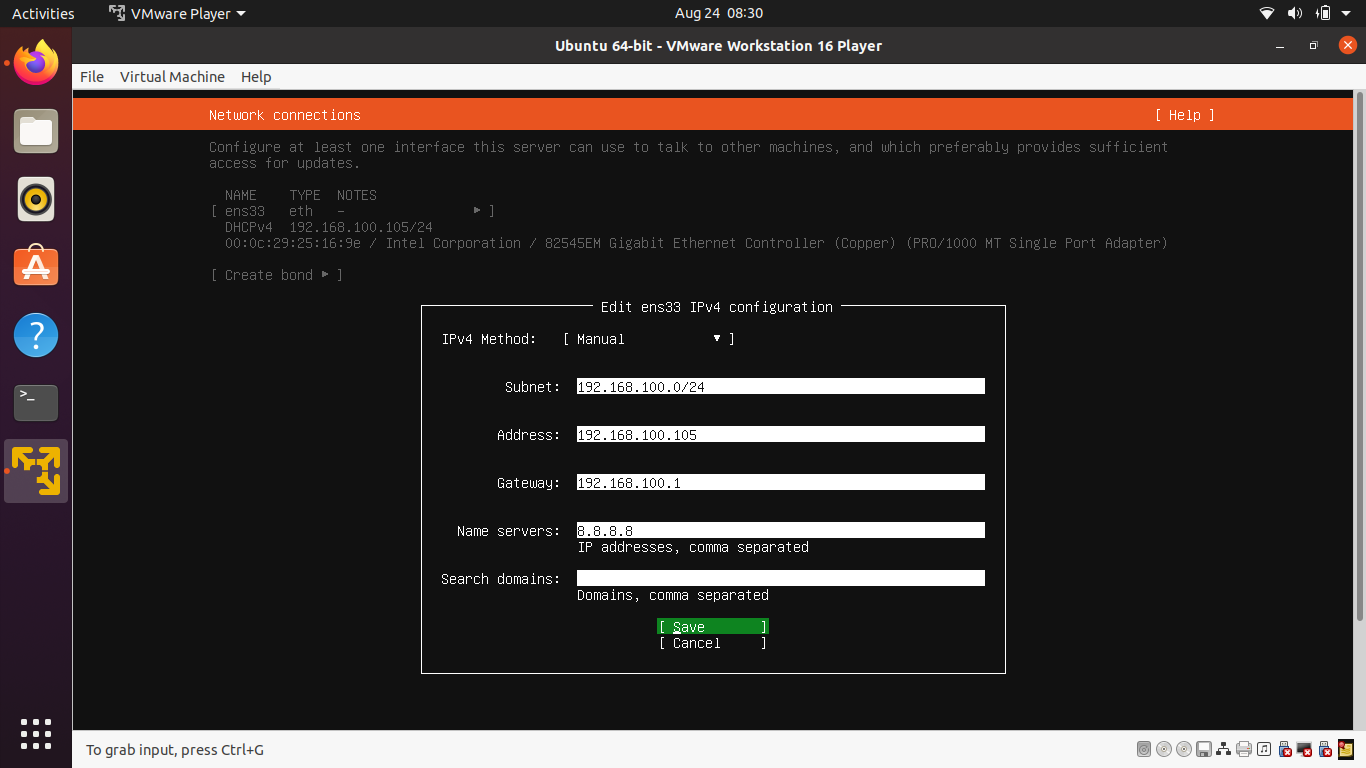 Activities VMware Player Aug 24 08:30
Ubuntu 64-bit - VMware Workstation 16 Player
File Virtual Machine Help
Network connections [ Help ]
Configure at least one interface this server can use to talk to other machines, and which preferably provides sufficient
access for updates.
NAME TYPE NOTES
[ ens33 eth – ▸ ]
DHCPv4 192.168.100.105/24
00:0c:29:25:16:9e / Intel Corporation / 82545EM Gigabit Ethernet Controller (Copper) (PRO/1000 MT Single Port Adapter)
[ Create bond ▸ ]
Edit ens33 IPv4 configuration
IPv4 Method: [ Manual ▾ ]
Subnet: 192.168.100.0/24
Address: 192.168.100.105
Gateway: 192.168.100.1
Name servers: 8.8.8.8
IP addresses, comma separated
Search domains:
Domains, comma separated
[ Save ]
[ Cancel ]
To grab input, press Ctrl+G